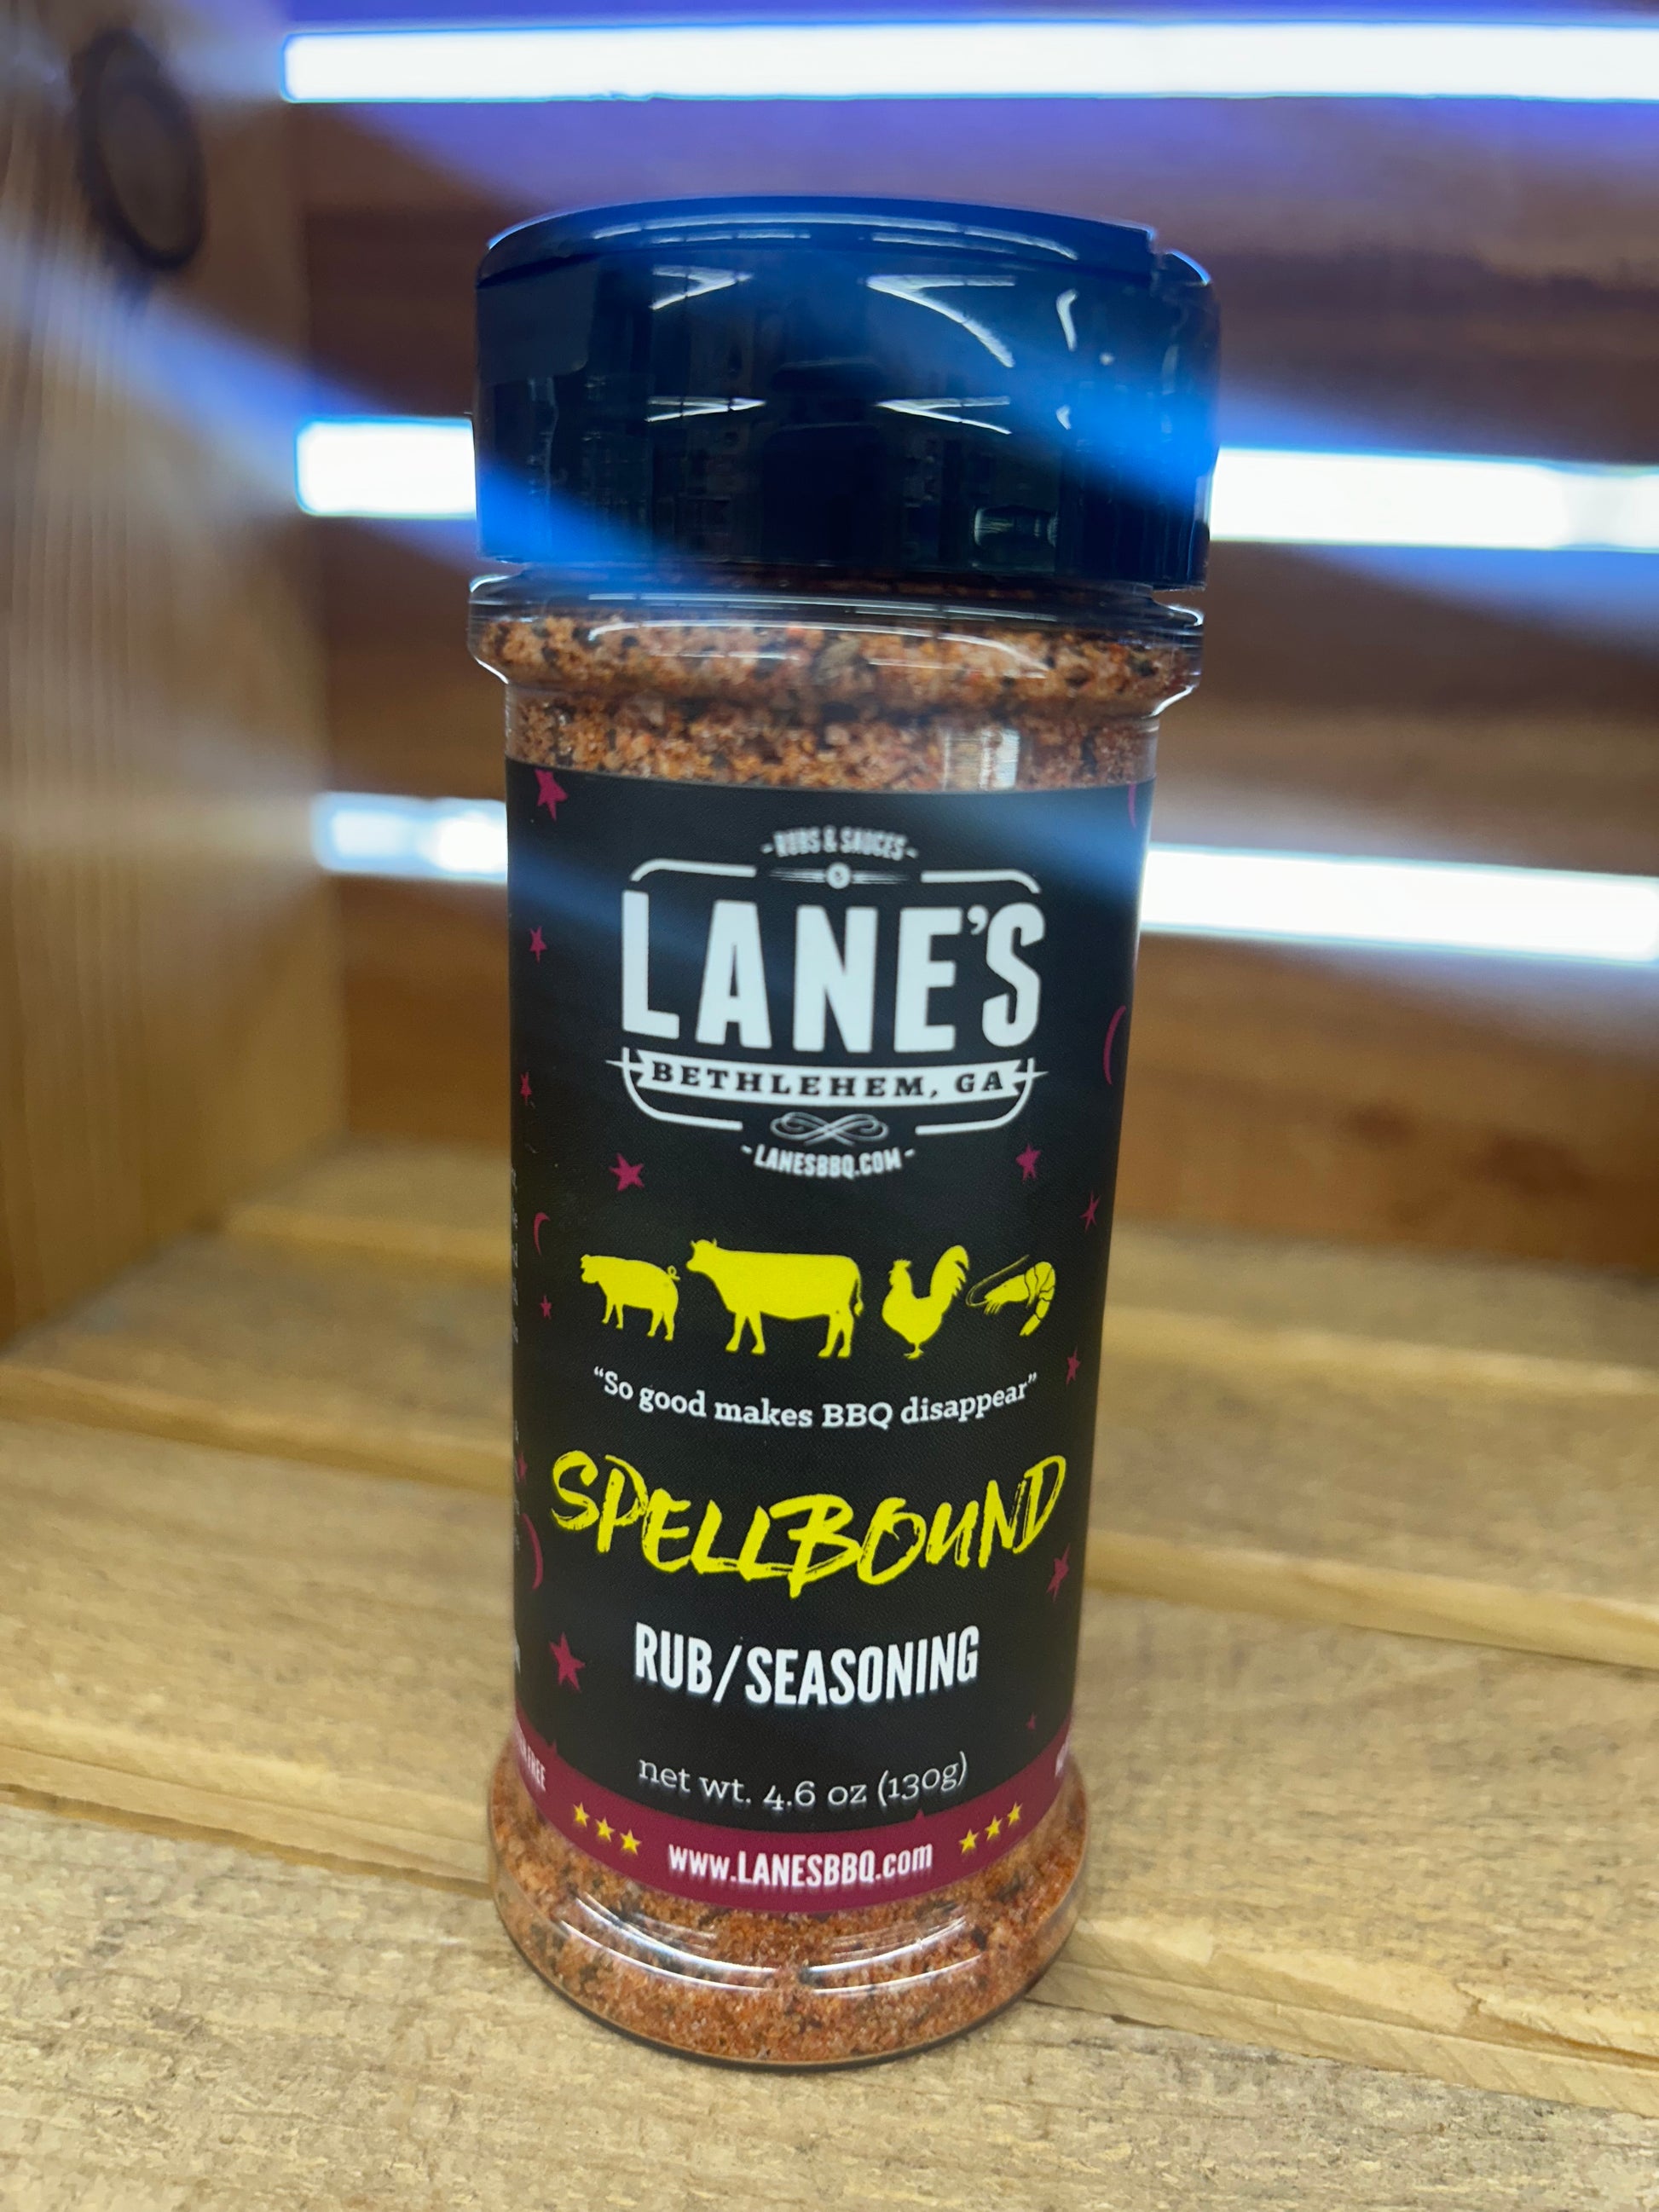 - RUBS & SAUCES -
LANE'S
BETHLEHEM, GA
- LANESBBQ.COM -
“So good makes BBQ disappear”
SPELLBOUND
RUB/SEASONING
net wt. 4.6 oz (130g)
FREE
www.LANESBBQ.com